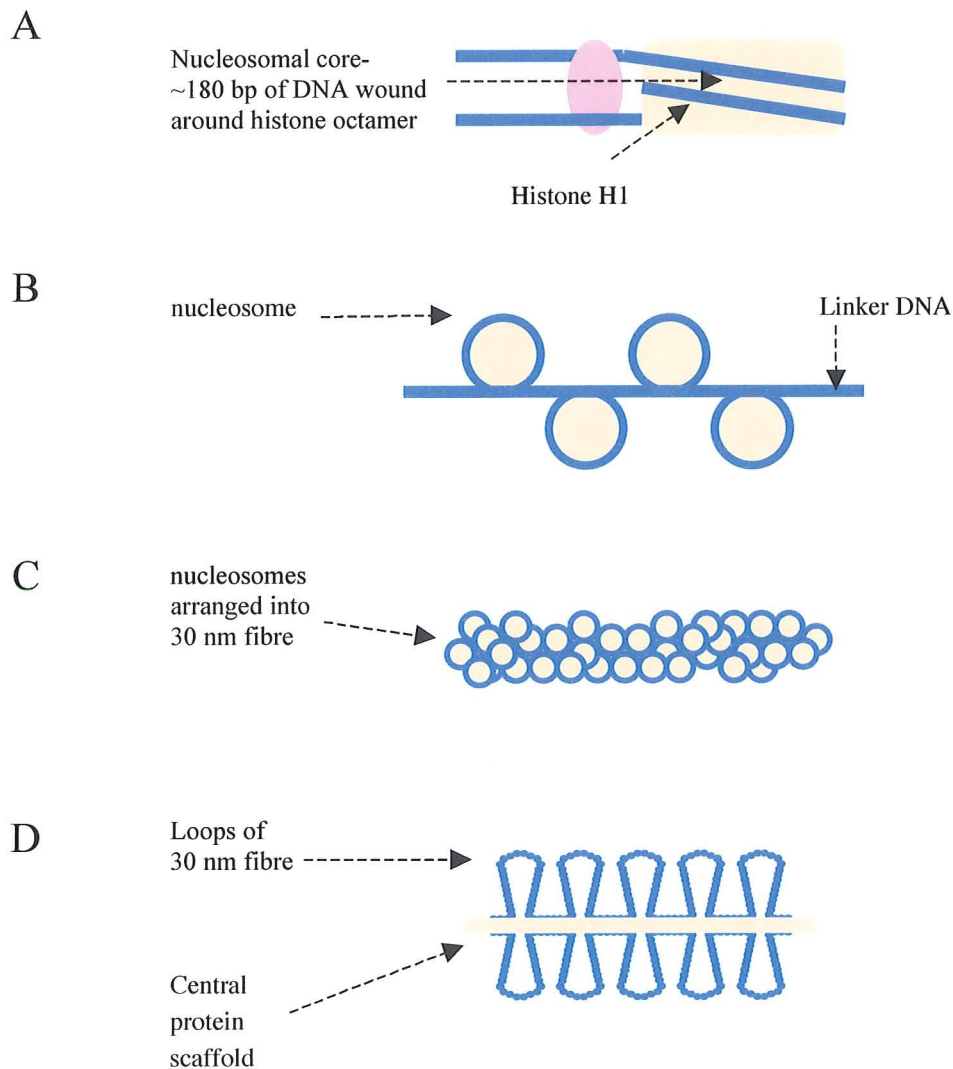 A
Nucleosomal core-
~180 bp of DNA wound
around histone octamer
Histone H1
B
nucleosome
Linker DNA
C
nucleosomes
arranged into
30 nm fibre
D
Loops of
30 nm fibre
Central
protein
scaffold